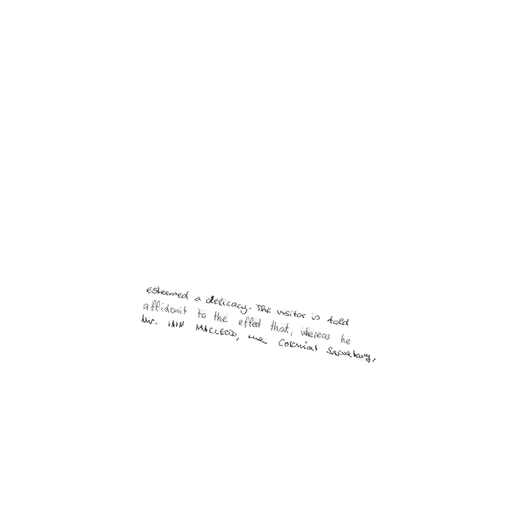 esteemed a delicacy. The visitor is told
affidavit to the effect that, whereas he
Mr. IAIN MACLEOD, the Colonial Secretary,